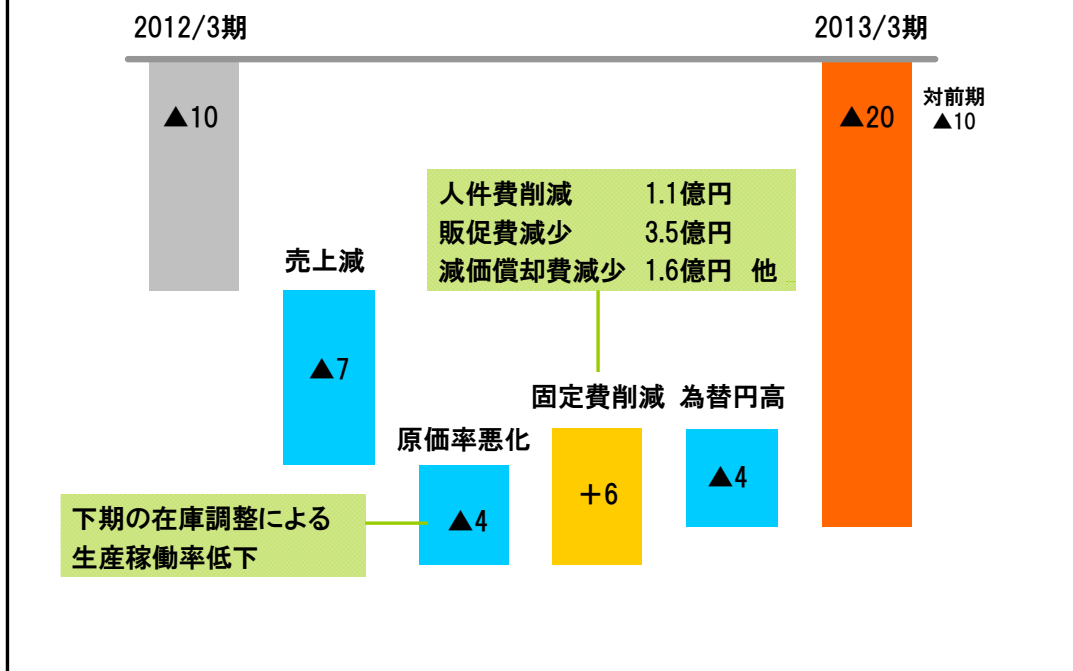 2012/3期
2013/3期
▲10
▲20
対前期
▲10
人件費削減 1.1億円
販促費減少 3.5億円
減価償却費減少 1.6億円 他
売上減
▲7
固定費削減
為替円高
原価率悪化
＋6
▲4
▲4
下期の在庫調整による
生産稼働率低下